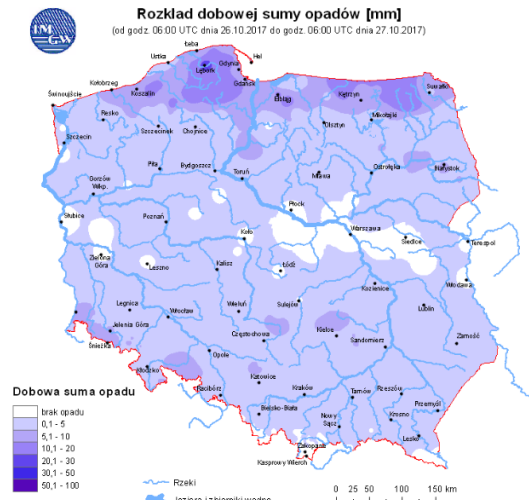 IM
GW
Rozklad dobowej sumy opadów [mm]
(od godz. 06:00 UTC dnia 26.10.2017 do godz. 06:00 UTC dnia 27.10.2017)
Łeba
Ustka
Hel
Lębork
Gdynia
Gdańsk
Kołobrzeg
Koszalin
Elbląg
Kętrzyn
Suwałki
Świnoujście
Resko
Szczecinek
Chojnice
Olsztyn
Mikołajki
Szczecin
Piła
Bydgoszcz
Toruń
Mława
Ostrołęka
Białystok
Gorzów
Wlkp.
Płock
Słubice
Poznań
Koło
Warszawa
Siedlce
Terespol
Zielona
Góra
Leszno
Kalisz
Łódź
Włodawa
Kozienice
Legnica
Wrocław
Wieluń
Sulejów
Lublin
Jelenia Góra
Śnieżka
Częstochowa
Kielce
Sandomierz
Zamość
Opole
Kłodzko
Racibórz
Katowice
Kraków
Tarnów
Rzeszów
Przemyśl
Bielsko-Biała
Nowy
Sącz
Krosno
Lesko
Zakopane
Kasprowy Wierch
Dobowa suma opadu
brak opadu
0,1 - 5
5,1 - 10
10,1 - 20
20,1 - 30
30,1 - 50
50,1 - 100
Rzeki
Jeziora i zbiorniki wodne
0 25 50 100 150 km